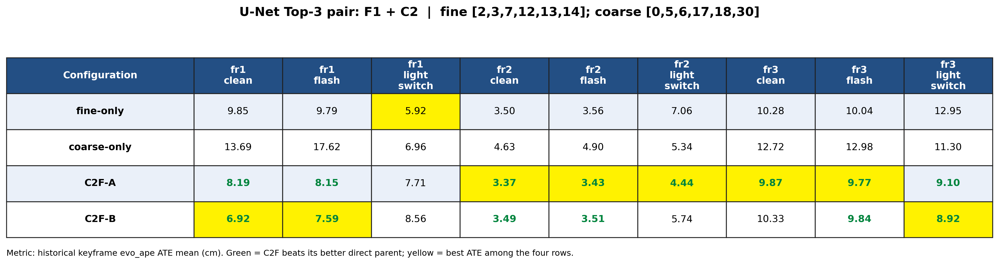 U-Net Top-3 pair: F1 + C2 | fine [2,3,7,12,13,14]; coarse [0,5,6,17,18,30]
Configuration fr1 clean fr1 flash fr1 light switch fr2 clean fr2 flash fr2 light switch fr3 clean fr3 flash fr3 light switch
fine-only 9.85 9.79 5.92 3.50 3.56 7.06 10.28 10.04 12.95
coarse-only 13.69 17.62 6.96 4.63 4.90 5.34 12.72 12.98 11.30
C2F-A 8.19 8.15 7.71 3.37 3.43 4.44 9.87 9.77 9.10
C2F-B 6.92 7.59 8.56 3.49 3.51 5.74 10.33 9.84 8.92
Metric: historical keyframe evo_ape ATE mean (cm). Green = C2F beats its better direct parent; yellow = best ATE among the four rows.